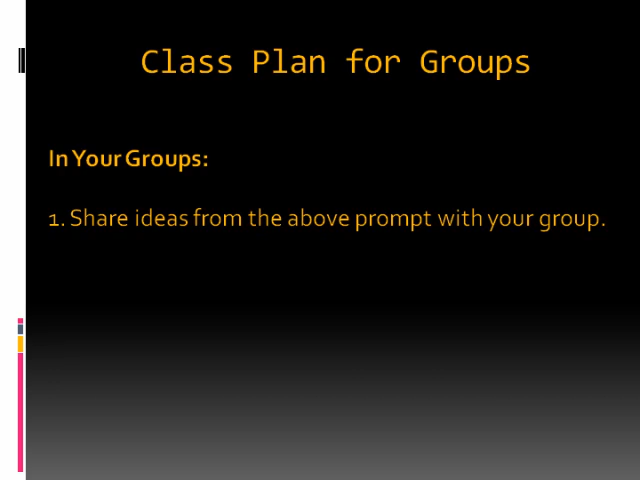 Class Plan for Groups
In Your Groups:
1. Share ideas from the above prompt with your group.